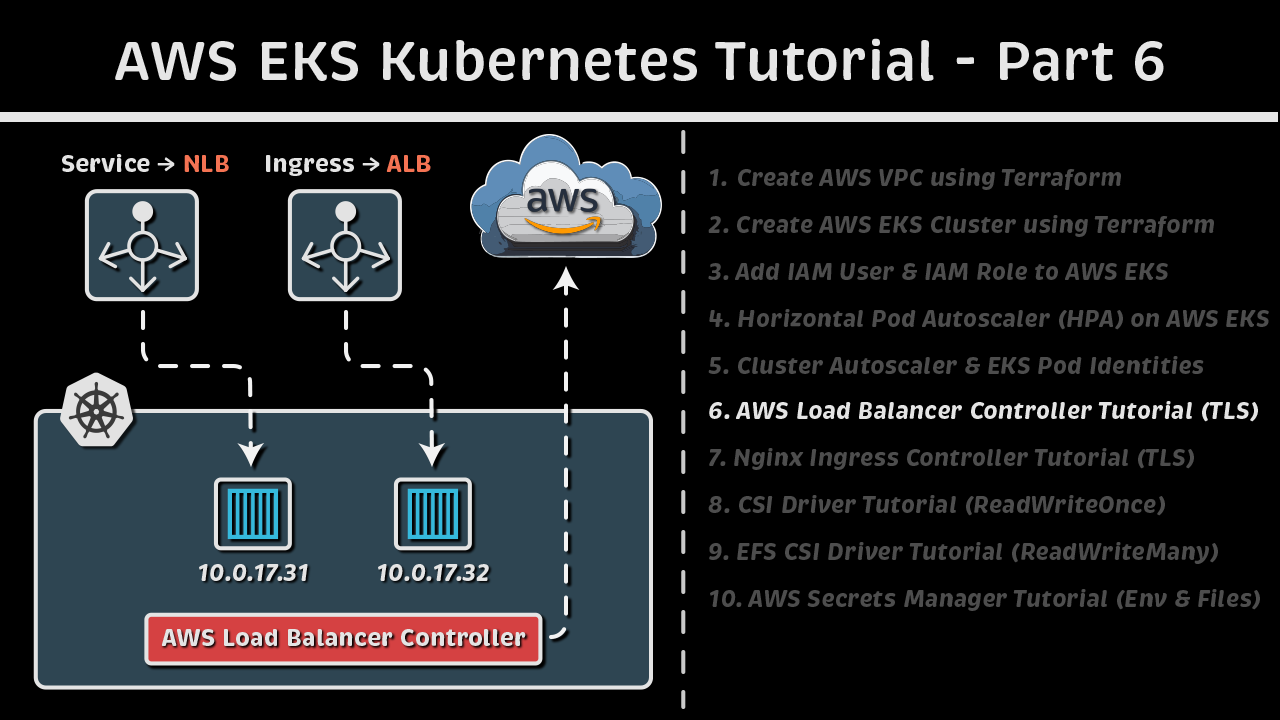 AWS EKS Kubernetes Tutorial - Part 6
Service → NLB
Ingress → ALB
aws
10.0.17.31
10.0.17.32
AWS Load Balancer Controller
1. Create AWS VPC using Terraform
2. Create AWS EKS Cluster using Terraform
3. Add IAM User & IAM Role to AWS EKS
4. Horizontal Pod Autoscaler (HPA) on AWS EKS
5. Cluster Autoscaler & EKS Pod Identities
6. AWS Load Balancer Controller Tutorial (TLS)
7. Nginx Ingress Controller Tutorial (TLS)
8. CSI Driver Tutorial (ReadWriteOnce)
9. EFS CSI Driver Tutorial (ReadWriteMany)
10. AWS Secrets Manager Tutorial (Env & Files)